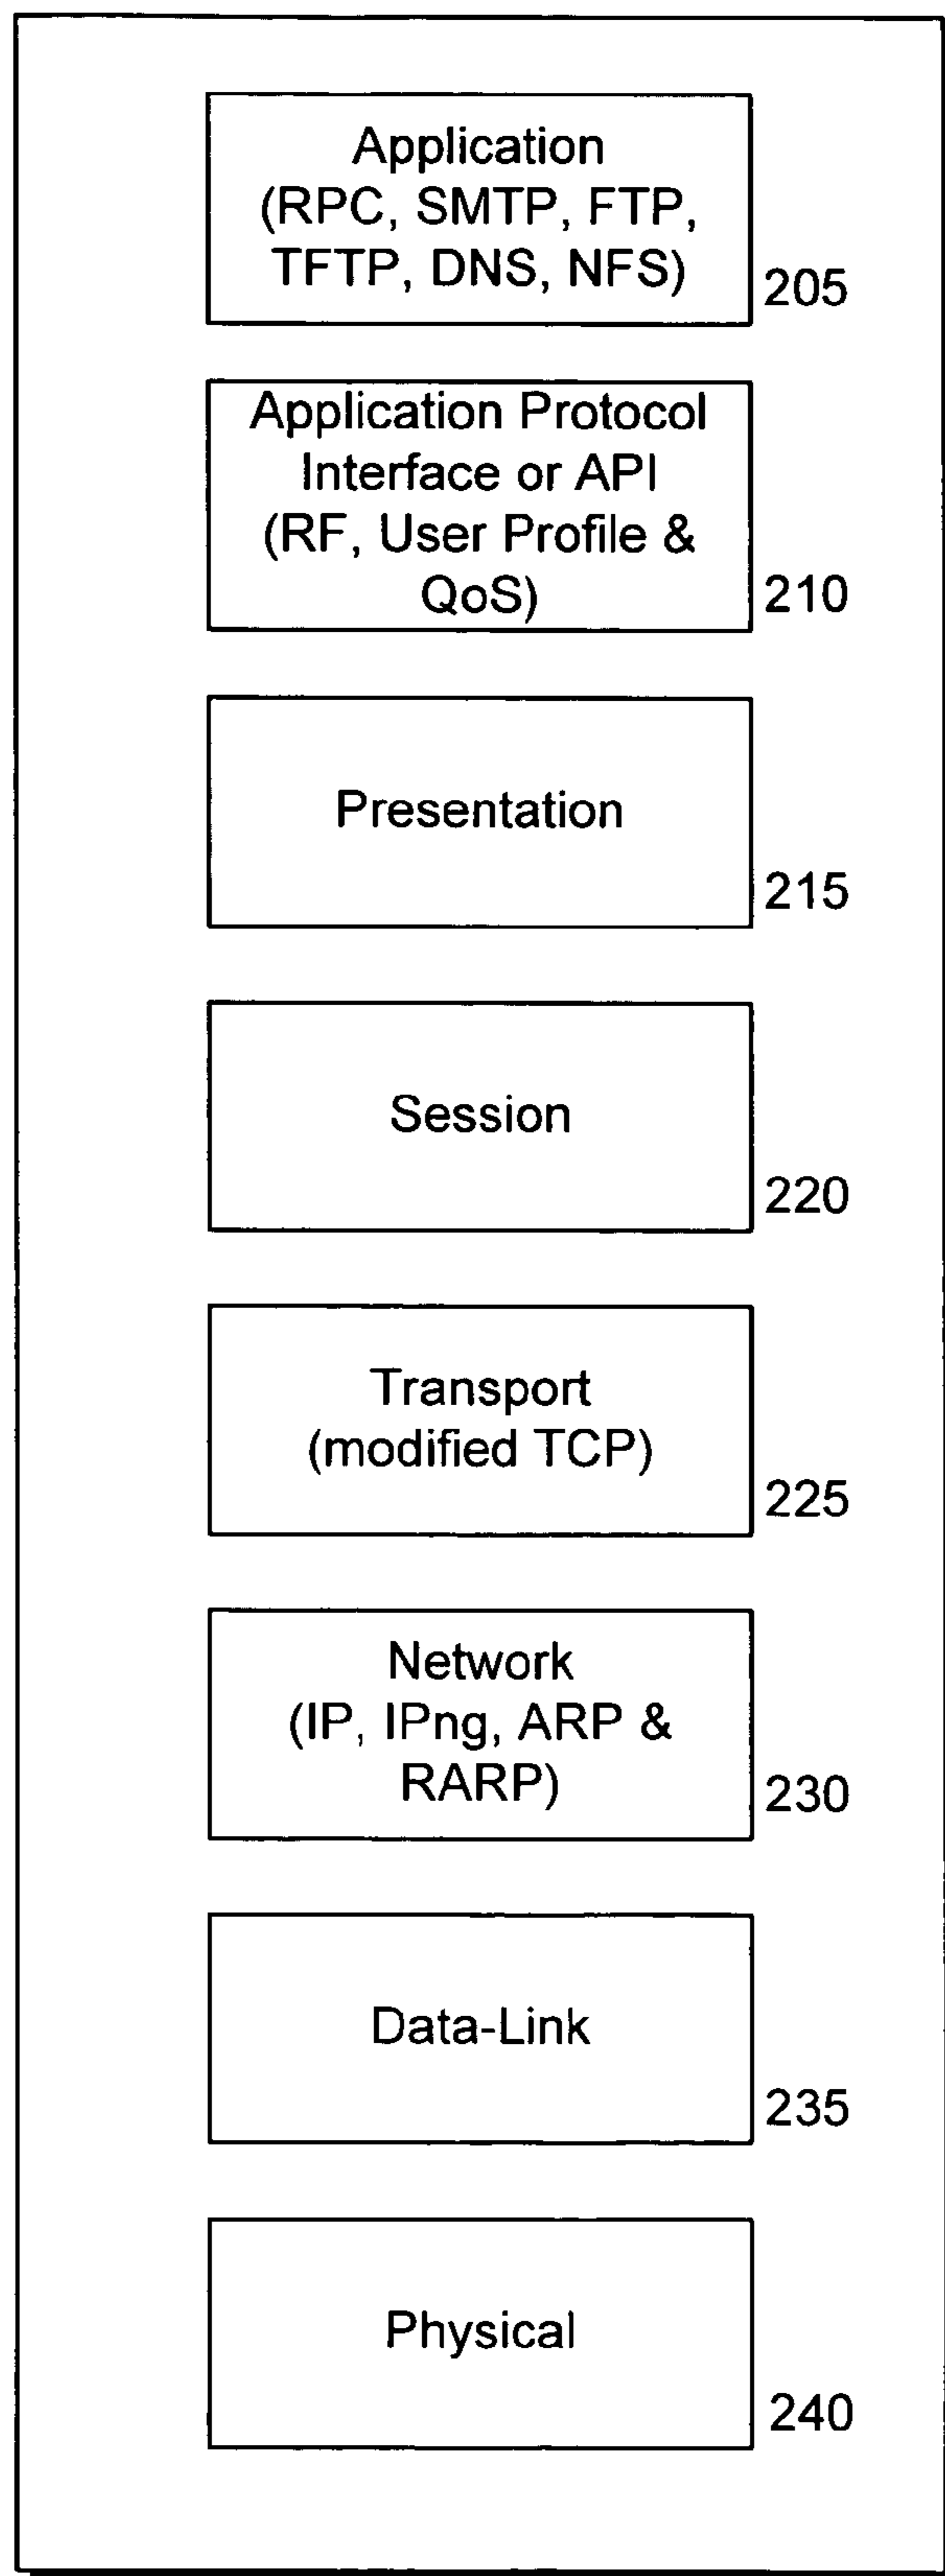 Application
(RPC, SMTP, FTP,
TFTP, DNS, NFS)
205
Application Protocol
Interface or API
(RF, User Profile &
QoS)
210
Presentation
215
Session
220
Transport
(modified TCP)
225
Network
(IP, IPng, ARP &
RARP)
230
Data-Link
235
Physical
240